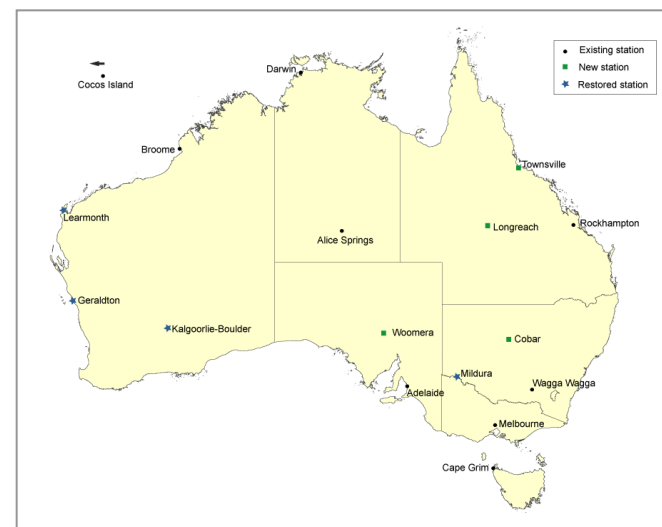 Existing station
New station
Restored station
Cocos Island
Darwin
Broome
Townsville
Learmonth
Alice Springs
Longreach
Rockhampton
Geraldton
Kalgoorlie-Boulder
Woomera
Cobar
Mildura
Wagga Wagga
Adelaide
Melbourne
Cape Grim